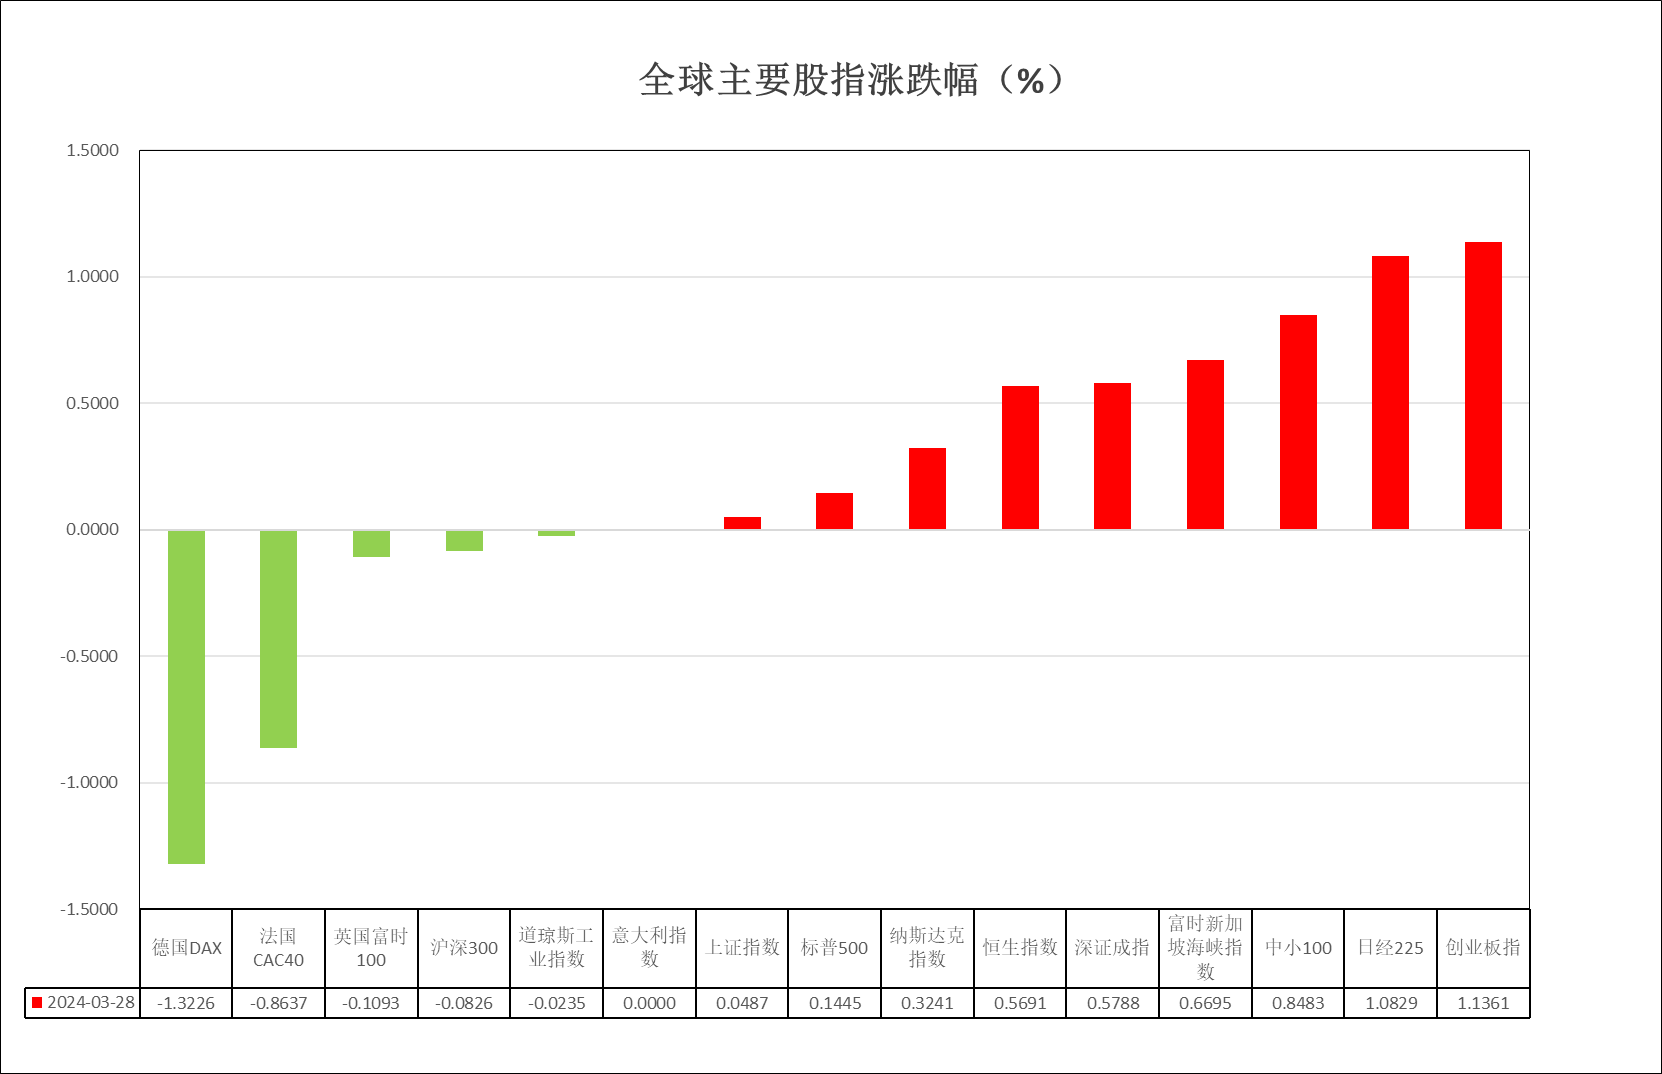 全球主要股指涨跌幅（%）
1.5000
1.0000
0.5000
0.0000
-0.5000
-1.0000
-1.5000
德国DAX
法国
CAC40
英国富时
100
沪深300
道琼斯工
业指数
意大利指
数
上证指数
标普500
纳斯达克
指数
恒生指数
深证成指
富时新加
坡海峡指
数
中小100
日经225
创业板指
2024-03-28 -1.3226 -0.8637 -0.1093 -0.0826 -0.0235 0.0000 0.0487 0.1445 0.3241 0.5691 0.5788 0.6695 0.8483 1.0829 1.1361